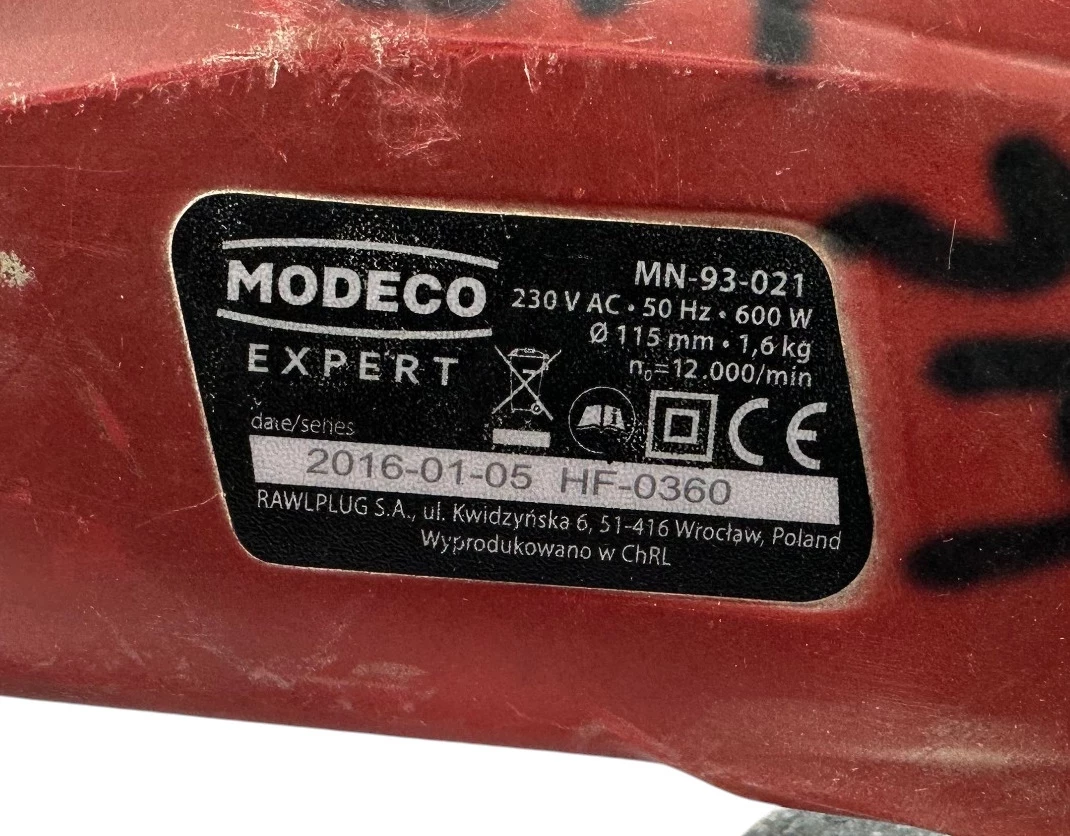 MODECO
EXPERT
MN-93-021
230 V AC • 50 Hz • 600 W
Ø 115 mm • 1,6 kg
n₀=12.000/min
CE
date/series
2016-01-05 HF-0360
RAWLPLUG S.A., ul. Kwidzyńska 6, 51-416 Wrocław, Poland
Wyprodukowano w ChRL